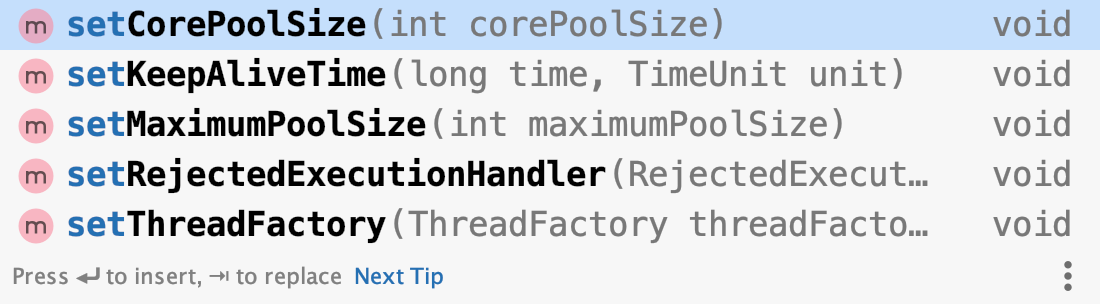 m setCorePoolSize(int corePoolSize) void
m setKeepAliveTime(long time, TimeUnit unit) void
m setMaximumPoolSize(int maximumPoolSize) void
m setRejectedExecutionHandler(RejectedExecut… void
m setThreadFactory(ThreadFactory threadFacto… void
Press ↵ to insert, ⇥ to replace Next Tip